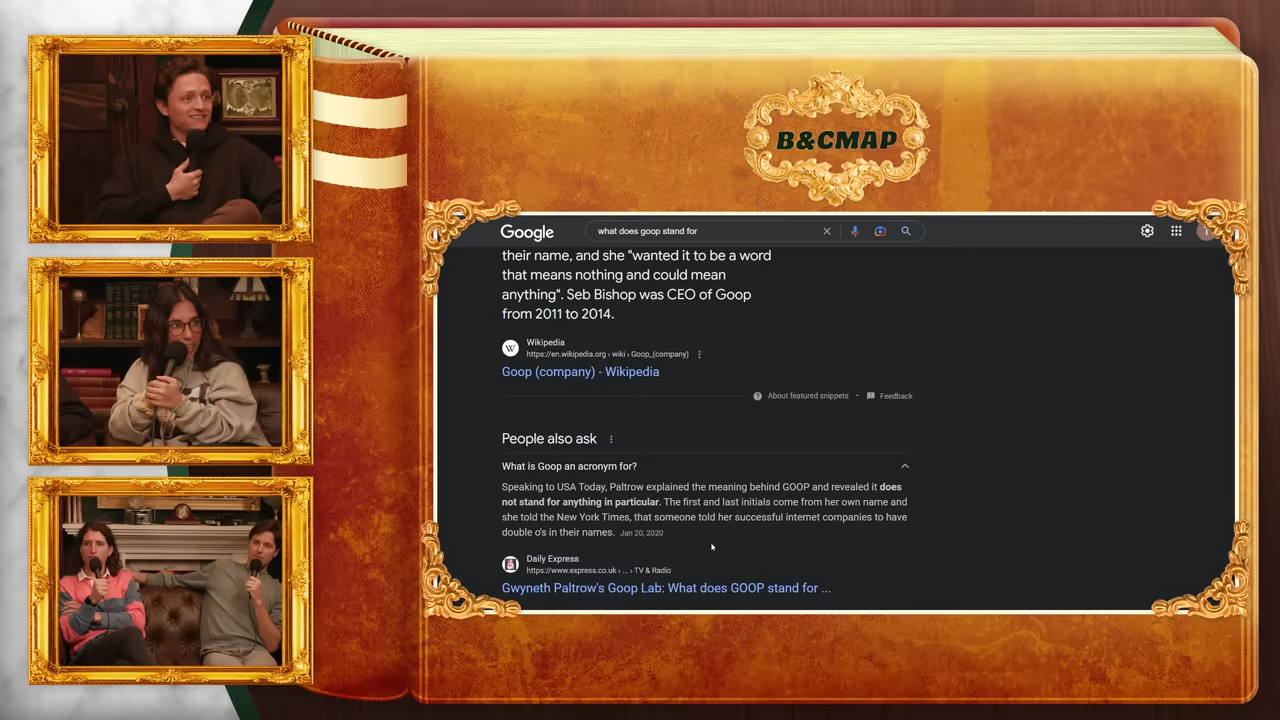 B&CMAP
Google
what does goop stand for
their name, and she "wanted it to be a word
that means nothing and could mean
anything". Seb Bishop was CEO of Goop
from 2011 to 2014.
Wikipedia
https://en.wikipedia.org › wiki › Goop_(company)
Goop (company) - Wikipedia
About featured snippets · Feedback
People also ask
What is Goop an acronym for?
Speaking to USA Today, Paltrow explained the meaning behind GOOP and revealed it does
not stand for anything in particular. The first and last initials come from her own name and
she told the New York Times, that someone told her successful internet companies to have
double o's in their names. Jan 20, 2020
Daily Express
https://www.express.co.uk › ... › TV & Radio
Gwyneth Paltrow's Goop Lab: What does GOOP stand for ...